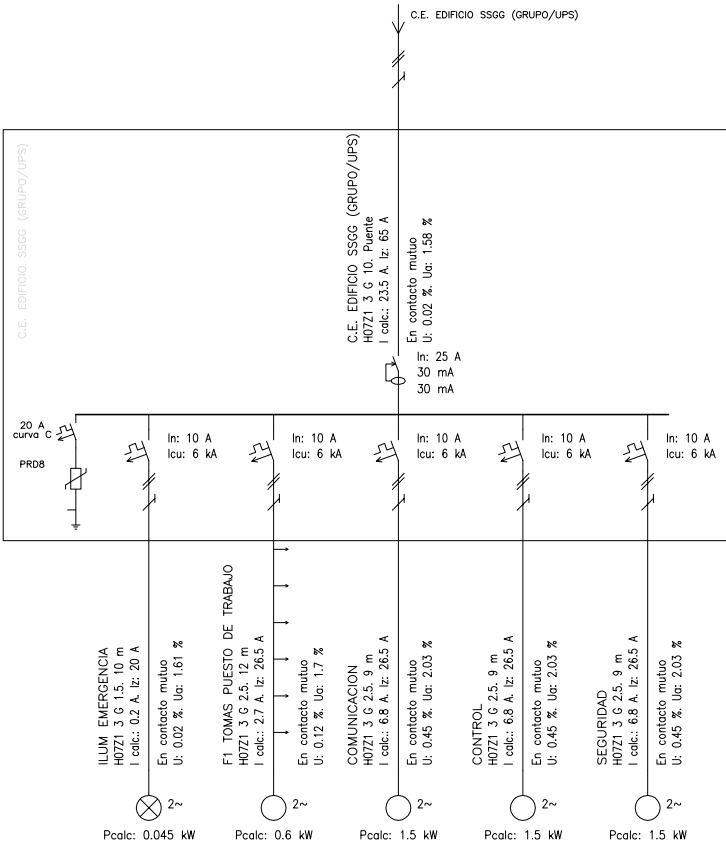 C.E. EDIFICIO SSGG (GRUPO/UPS)
C.E. EDIFICIO SSGG (GRUPO/UPS)
C.E. EDIFICIO SSGG (GRUPO/UPS)
H07Z1 3 G 10. Puente
I calc.: 23.5 A. Iz: 65 A
En contacto mutuo
U: 0.02 %. Ua: 1.58 %
In: 25 A
30 mA
30 mA
20 A
curva C
PRD8
In: 10 A
Icu: 6 kA
In: 10 A
Icu: 6 kA
In: 10 A
Icu: 6 kA
In: 10 A
Icu: 6 kA
In: 10 A
Icu: 6 kA
ILUM EMERGENCIA
H07Z1 3 G 1.5. 10 m
I calc.: 0.2 A. Iz: 20 A
En contacto mutuo
U: 0.02 %. Ua: 1.61 %
F1 TOMAS PUESTO DE TRABAJO
H07Z1 3 G 2.5. 12 m
I calc.: 2.7 A. Iz: 26.5 A
En contacto mutuo
U: 0.12 %. Ua: 1.7 %
COMUNICACION
H07Z1 3 G 2.5. 9 m
I calc.: 6.8 A. Iz: 26.5 A
En contacto mutuo
U: 0.45 %. Ua: 2.03 %
CONTROL
H07Z1 3 G 2.5. 9 m
I calc.: 6.8 A. Iz: 26.5 A
En contacto mutuo
U: 0.45 %. Ua: 2.03 %
SEGURIDAD
H07Z1 3 G 2.5. 9 m
I calc.: 6.8 A. Iz: 26.5 A
En contacto mutuo
U: 0.45 %. Ua: 2.03 %
2~
2~
2~
2~
2~
Pcalc: 0.045 kW
Pcalc: 0.6 kW
Pcalc: 1.5 kW
Pcalc: 1.5 kW
Pcalc: 1.5 kW